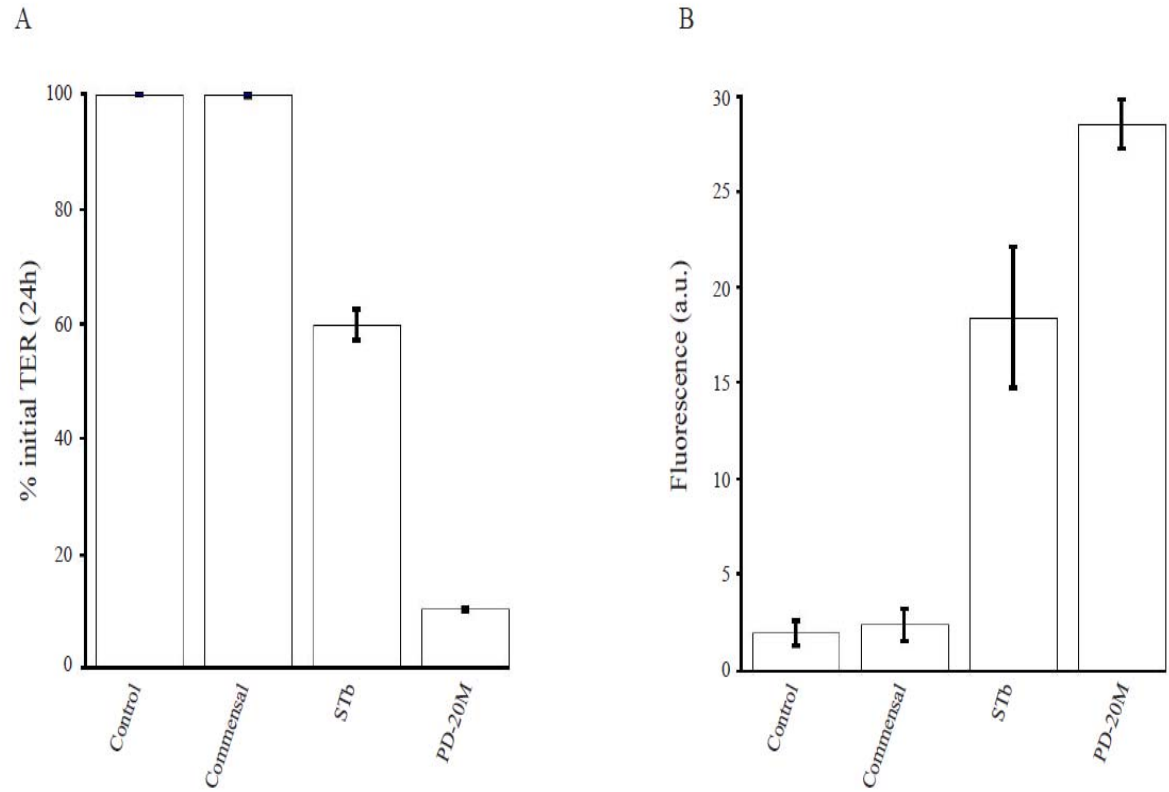 A
% initial TER (24h)
100
80
60
40
20
0
Control
Commensal
STb
PD-20M
B
Fluorescence (a.u.)
30
25
20
15
10
5
0
Control
Commensal
STb
PD-20M